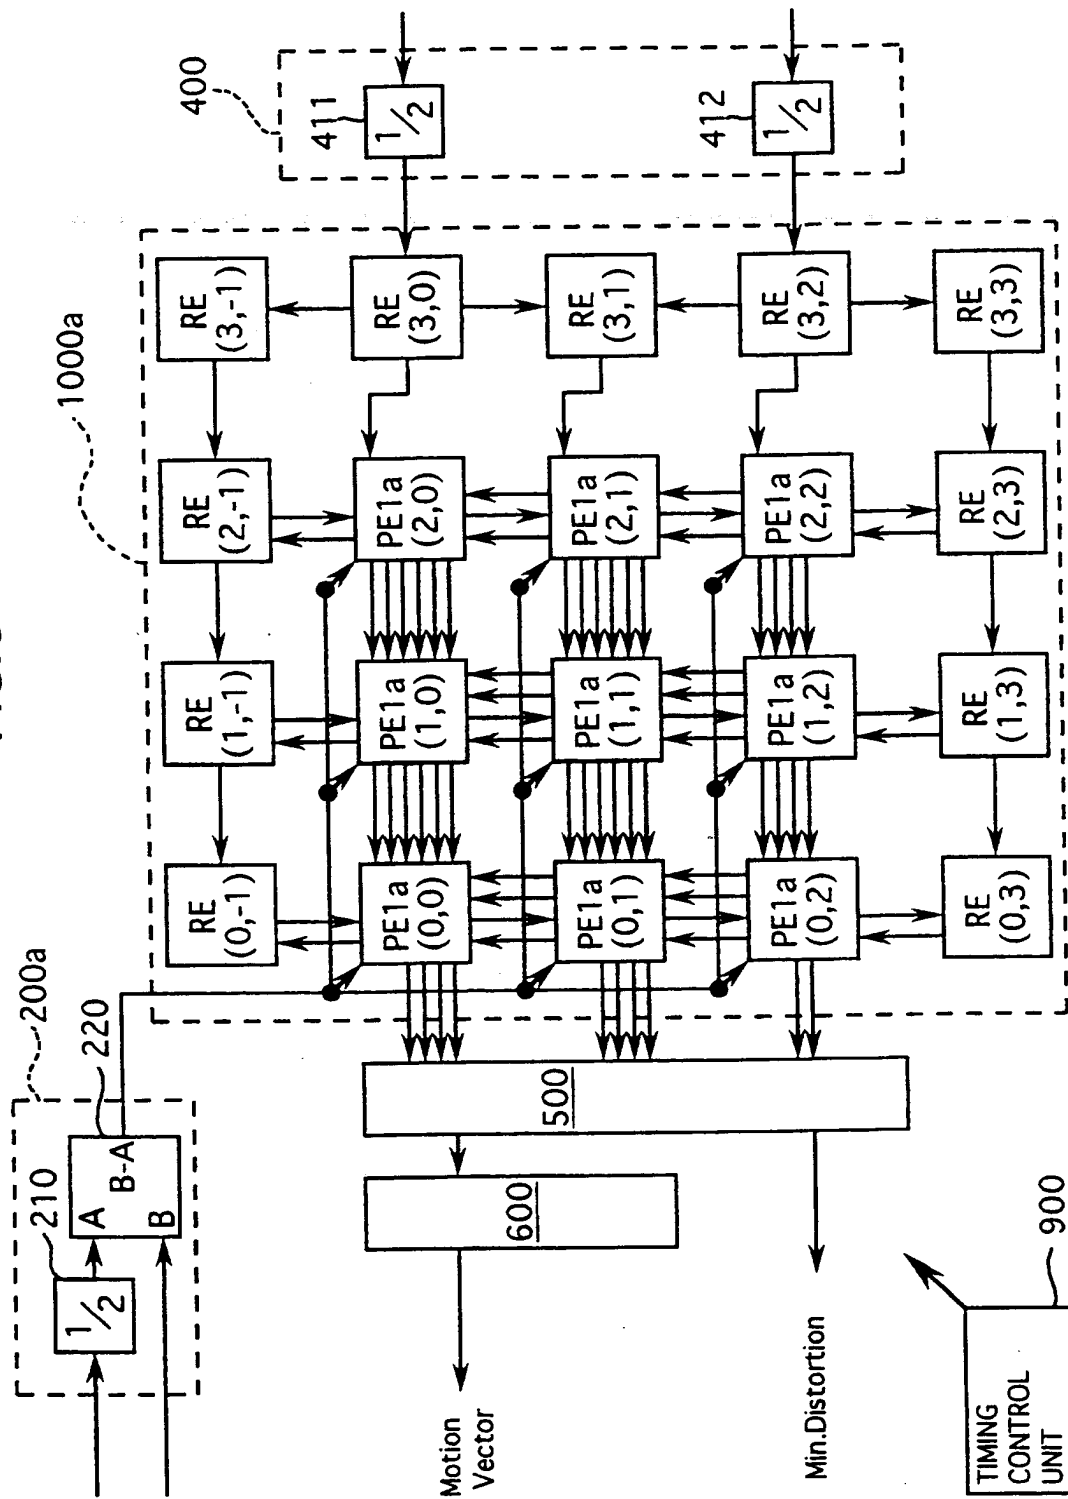 200a
210
220
1/2
A
B-A
B
1000a
400
RE
(0,-1)
RE
(1,-1)
RE
(2,-1)
RE
(3,-1)
411
1/2
PE1a
(0,0)
PE1a
(1,0)
PE1a
(2,0)
RE
(3,0)
Motion
Vector
600
500
PE1a
(0,1)
PE1a
(1,1)
PE1a
(2,1)
RE
(3,1)
412
1/2
PE1a
(0,2)
PE1a
(1,2)
PE1a
(2,2)
RE
(3,2)
Min.Distortion
RE
(0,3)
RE
(1,3)
RE
(2,3)
RE
(3,3)
TIMING
CONTROL
UNIT
900